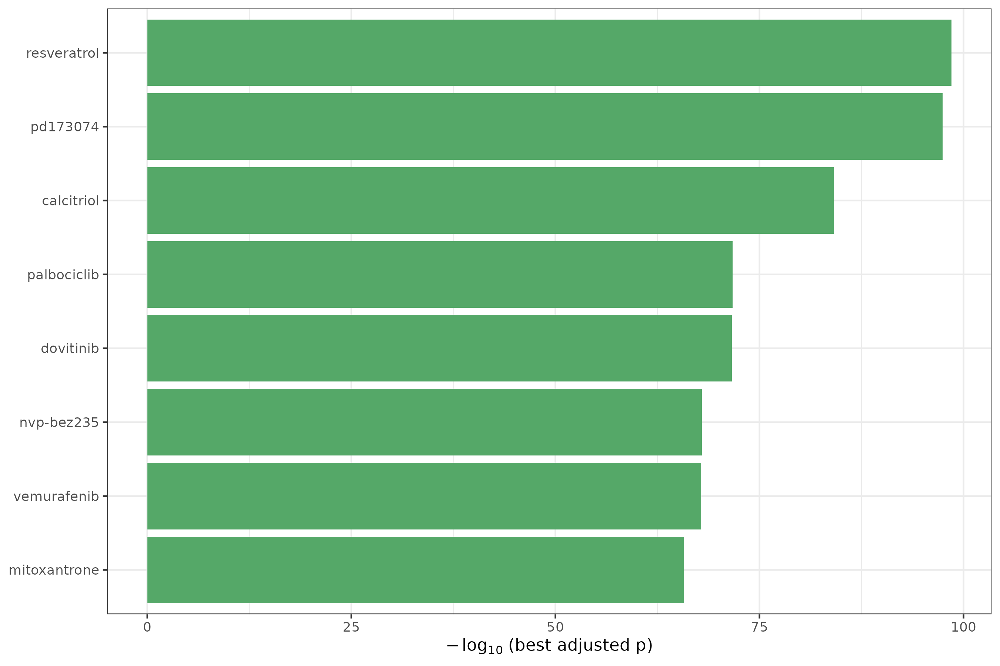 resveratrol
pd173074
calcitriol
palbociclib
dovitinib
nvp-bez235
vemurafenib
mitoxantrone
0 25 50 75 100
−log₁₀ (best adjusted p)